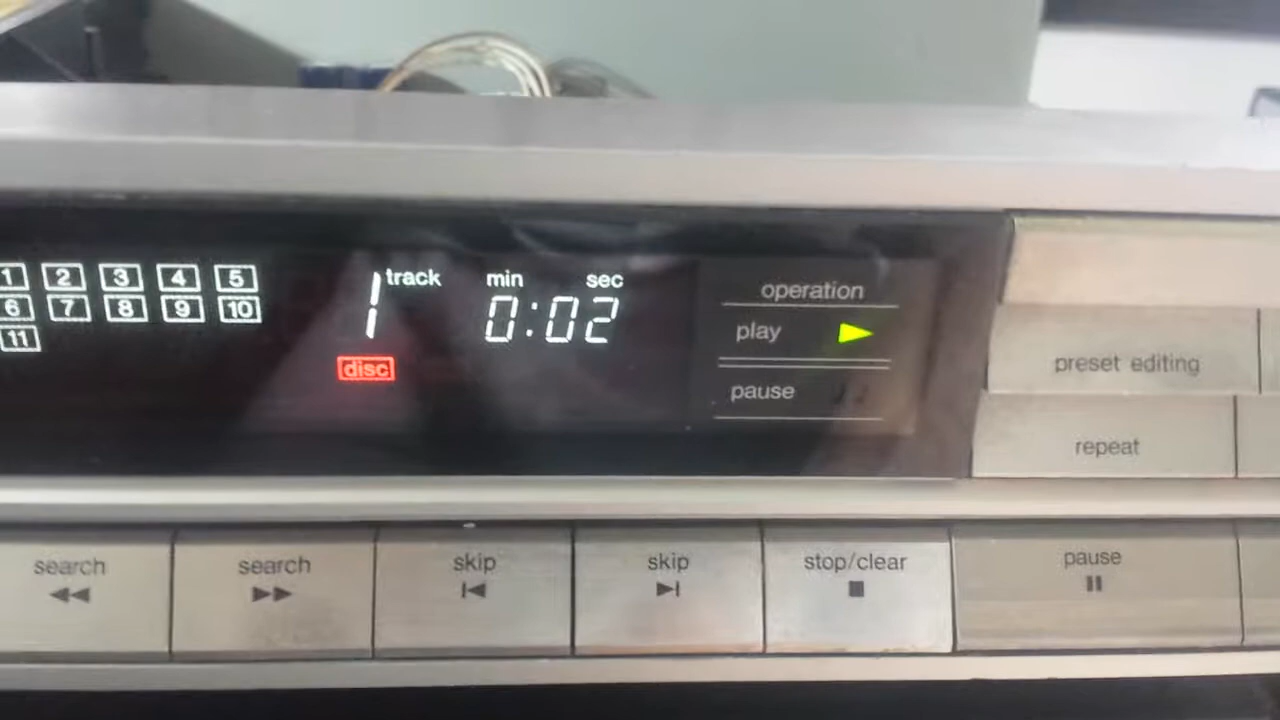 1 2 3 4 5
6 7 8 9 10
11
1 track
min sec
0:02
disc
operation
play
pause
preset editing
repeat
search
search
skip
skip
stop/clear
pause